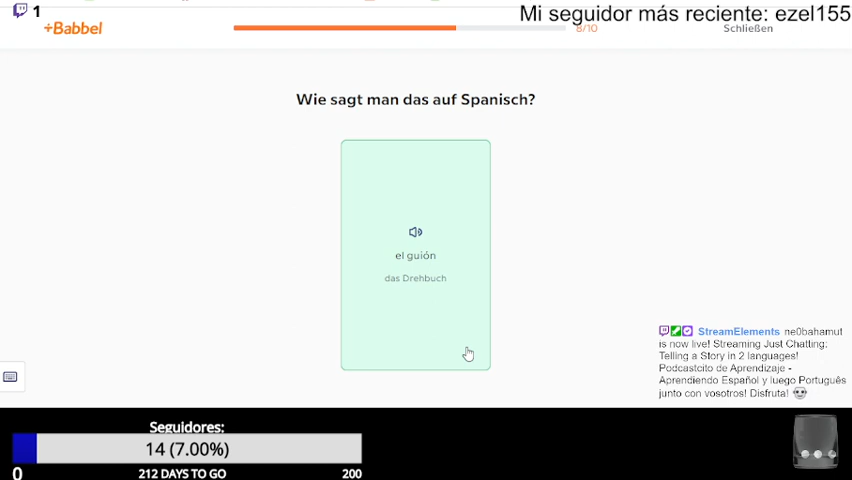 1
Mi seguidor más reciente: ezel155
÷Babbel
8/10
Schließen
Wie sagt man das auf Spanisch?
el guión
das Drehbuch
StreamElements ne0bahamut
is now live! Streaming Just Chatting:
Telling a Story in 2 languages!
Podcastcito de Aprendizaje -
Aprendiendo Español y luego Português
junto con vosotros! Disfruta!
Seguidores:
14 (7.00%)
0
212 DAYS TO GO
200